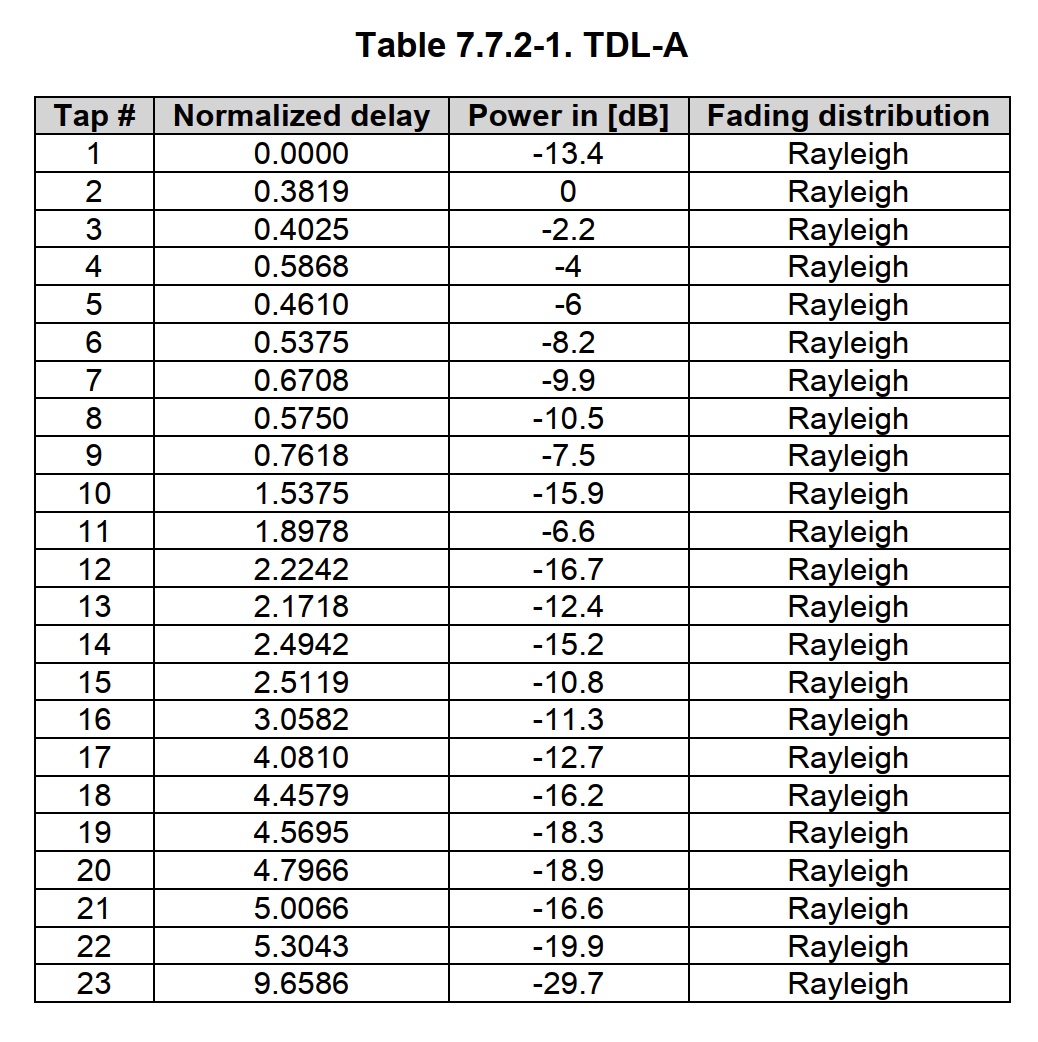 Table 7.7.2-1. TDL-A
Tap # Normalized delay Power in [dB] Fading distribution
1 0.0000 -13.4 Rayleigh
2 0.3819 0 Rayleigh
3 0.4025 -2.2 Rayleigh
4 0.5868 -4 Rayleigh
5 0.4610 -6 Rayleigh
6 0.5375 -8.2 Rayleigh
7 0.6708 -9.9 Rayleigh
8 0.5750 -10.5 Rayleigh
9 0.7618 -7.5 Rayleigh
10 1.5375 -15.9 Rayleigh
11 1.8978 -6.6 Rayleigh
12 2.2242 -16.7 Rayleigh
13 2.1718 -12.4 Rayleigh
14 2.4942 -15.2 Rayleigh
15 2.5119 -10.8 Rayleigh
16 3.0582 -11.3 Rayleigh
17 4.0810 -12.7 Rayleigh
18 4.4579 -16.2 Rayleigh
19 4.5695 -18.3 Rayleigh
20 4.7966 -18.9 Rayleigh
21 5.0066 -16.6 Rayleigh
22 5.3043 -19.9 Rayleigh
23 9.6586 -29.7 Rayleigh